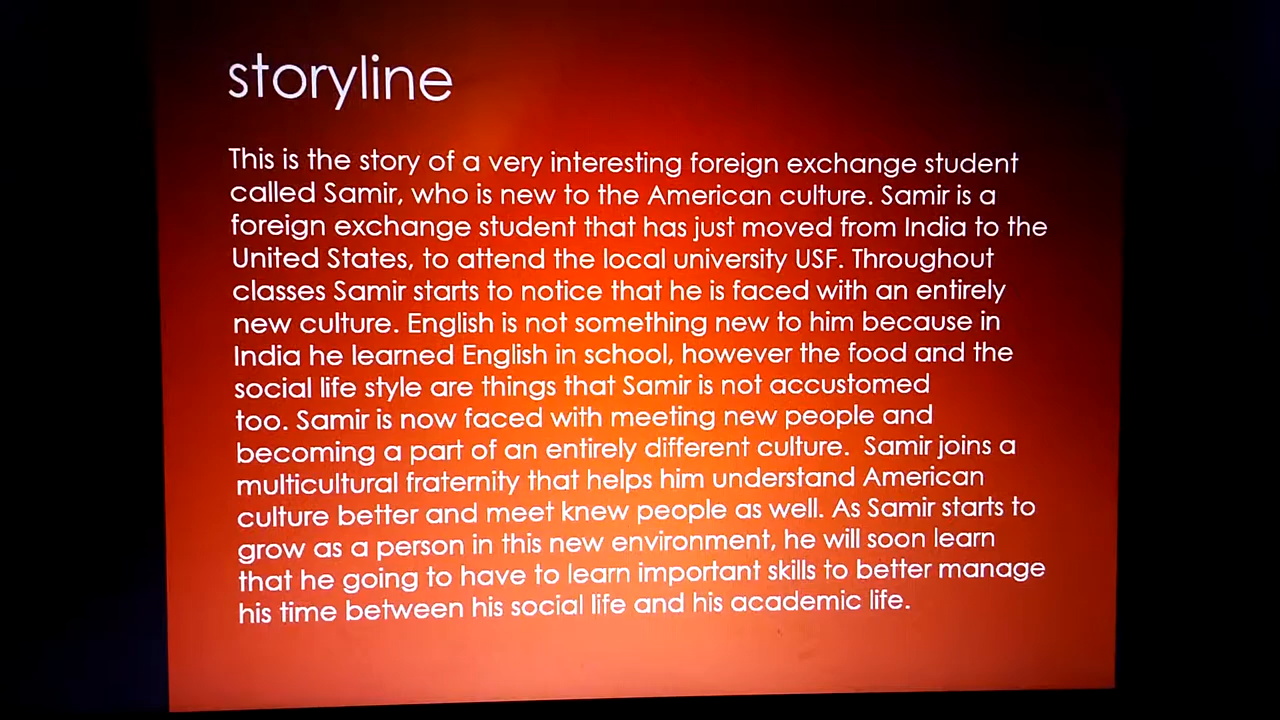 storyline
This is the story of a very interesting foreign exchange student
called Samir, who is new to the American culture. Samir is a
foreign exchange student that has just moved from India to the
United States, to attend the local university USF. Throughout
classes Samir starts to notice that he is faced with an entirely
new culture. English is not something new to him because in
India he learned English in school, however the food and the
social life style are things that Samir is not accustomed
too. Samir is now faced with meeting new people and
becoming a part of an entirely different culture.  Samir joins a
multicultural fraternity that helps him understand American
culture better and meet knew people as well. As Samir starts to
grow as a person in this new environment, he will soon learn
that he going to have to learn important skills to better manage
his time between his social life and his academic life.